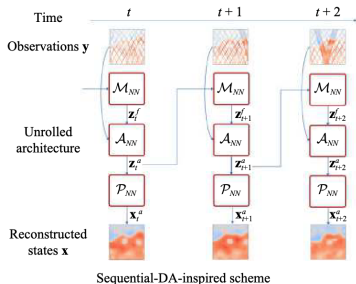 Time t t + 1 t + 2
Observations y
M_NN M_NN M_NN
z_t^f z_{t+1}^f z_{t+2}^f
Unrolled
architecture
A_NN A_NN A_NN
z_t^a z_{t+1}^a z_{t+2}^a
P_NN P_NN P_NN
x_t^a x_{t+1}^a x_{t+2}^a
Reconstructed
states x
Sequential-DA-inspired scheme